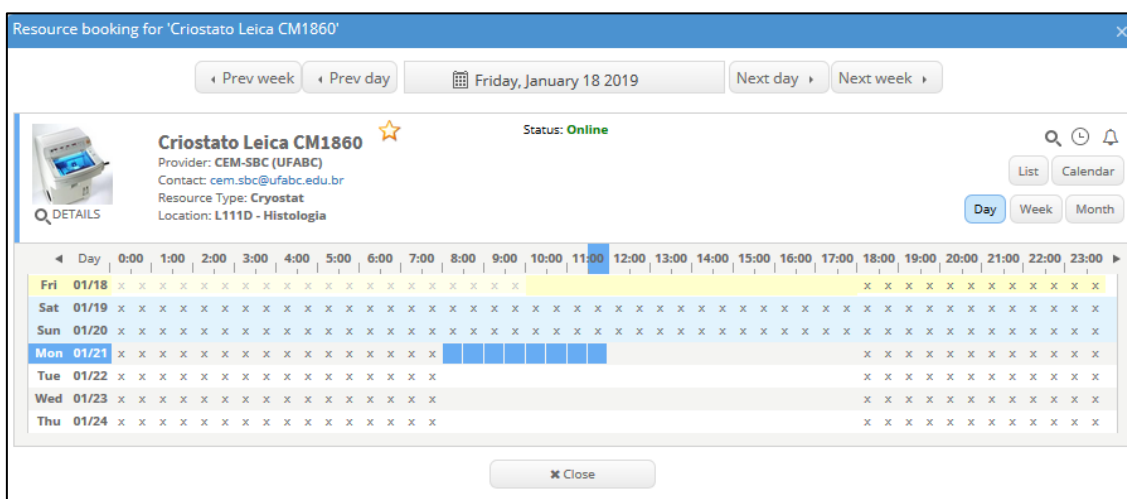 Resource booking for 'Criostato Leica CM1860'
Prev week Prev day Friday, January 18 2019 Next day Next week
Criostato Leica CM1860
Status: Online
Provider: CEM-SBC (UFABC)
Contact: cem.sbc@ufabc.edu.br
Resource Type: Cryostat
Location: L111D - Histologia
DETAILS
List Calendar
Day Week Month
Day 0:00 1:00 2:00 3:00 4:00 5:00 6:00 7:00 8:00 9:00 10:00 11:00 12:00 13:00 14:00 15:00 16:00 17:00 18:00 19:00 20:00 21:00 22:00 23:00
Fri 01/18 x x x x x x x x x x x x x x x x x x x x x x x x x x x x x x x x
Sat 01/19 x x x x x x x x x x x x x x x x x x x x x x x x x x x x x x x x x x x x x x x x x x x x x x x x
Sun 01/20 x x x x x x x x x x x x x x x x x x x x x x x x x x x x x x x x x x x x x x x x x x x x x x x x
Mon 01/21 x x x x x x x x x x x x x x x x x x x x x x x x x x x x
Tue 01/22 x x x x x x x x x x x x x x x x x x x x x x x x x x x x
Wed 01/23 x x x x x x x x x x x x x x x x x x x x x x x x x x x x
Thu 01/24 x x x x x x x x x x x x x x x x x x x x x x x x x x x x
Close